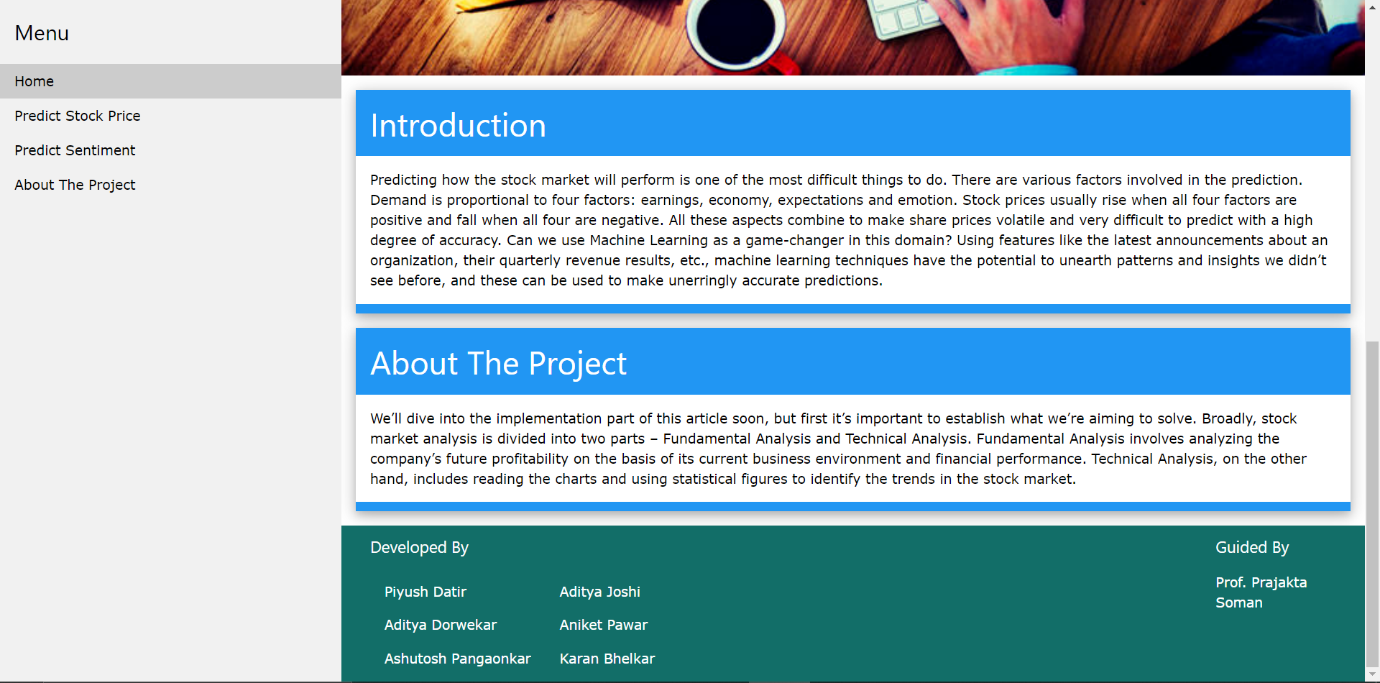 Menu
Home
Predict Stock Price
Predict Sentiment
About The Project
Introduction
Predicting how the stock market will perform is one of the most difficult things to do. There are various factors involved in the prediction.
Demand is proportional to four factors: earnings, economy, expectations and emotion. Stock prices usually rise when all four factors are
positive and fall when all four are negative. All these aspects combine to make share prices volatile and very difficult to predict with a high
degree of accuracy. Can we use Machine Learning as a game-changer in this domain? Using features like the latest announcements about an
organization, their quarterly revenue results, etc., machine learning techniques have the potential to unearth patterns and insights we didn’t
see before, and these can be used to make unerringly accurate predictions.
About The Project
We’ll dive into the implementation part of this article soon, but first it’s important to establish what we’re aiming to solve. Broadly, stock
market analysis is divided into two parts – Fundamental Analysis and Technical Analysis. Fundamental Analysis involves analyzing the
company’s future profitability on the basis of its current business environment and financial performance. Technical Analysis, on the other
hand, includes reading the charts and using statistical figures to identify the trends in the stock market.
Developed By
Piyush Datir
Aditya Joshi
Aditya Dorwekar
Aniket Pawar
Ashutosh Pangaonkar
Karan Bhelkar
Guided By
Prof. Prajakta
Soman